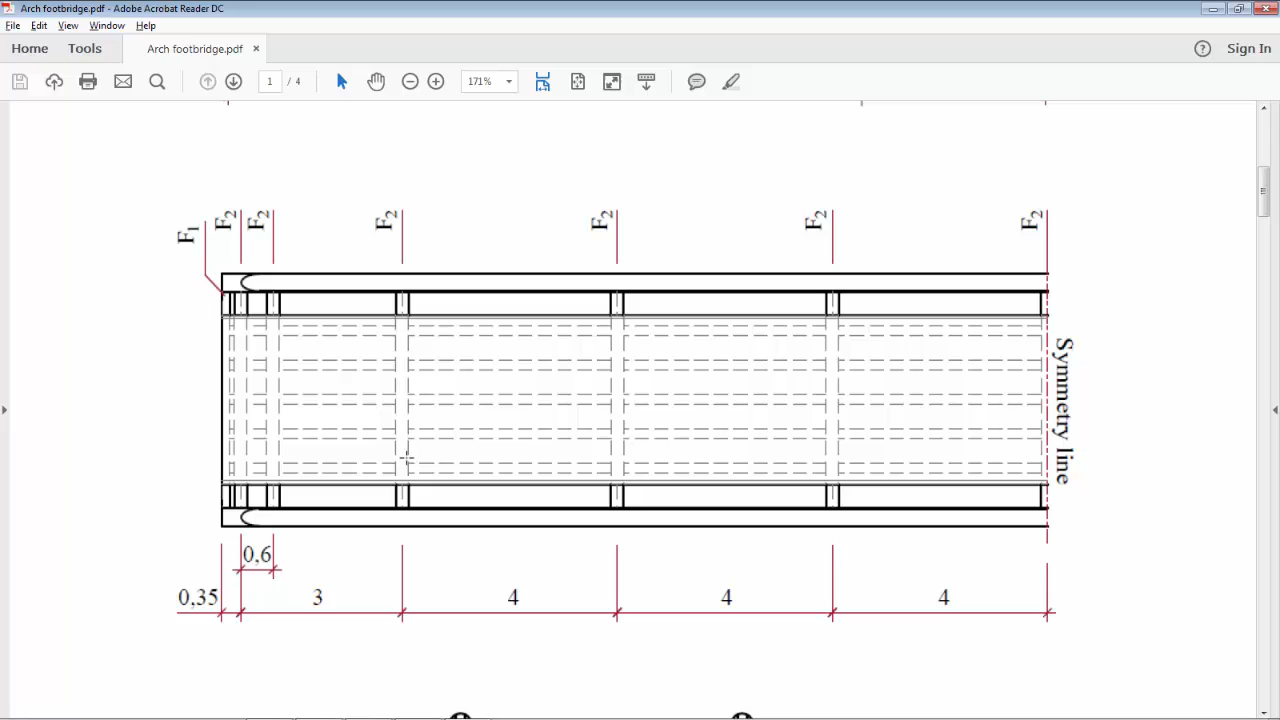 Arch footbridge.pdf - Adobe Acrobat Reader DC
File Edit View Window Help
Home Tools Arch footbridge.pdf × ? Sign In
1 / 4 171%
F1 F2 F2 F2 F2 F2 F2
Symmetry line
0,6
0,35 3 4 4 4